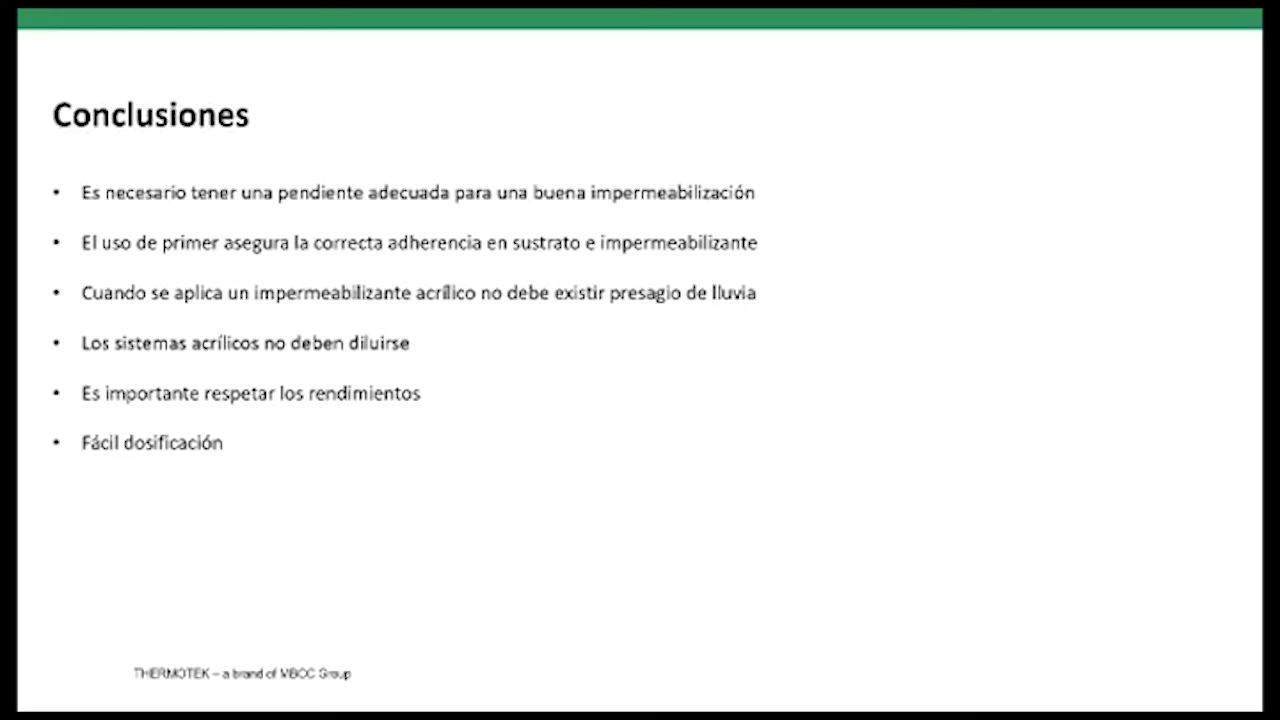 Conclusiones
• Es necesario tener una pendiente adecuada para una buena impermeabilización
• El uso de primer asegura la correcta adherencia en sustrato e impermeabilizante
• Cuando se aplica un impermeabilizante acrílico no debe existir presagio de lluvia
• Los sistemas acrílicos no deben diluirse
• Es importante respetar los rendimientos
• Fácil dosificación
THERMOTEK – a brand of MBCC Group